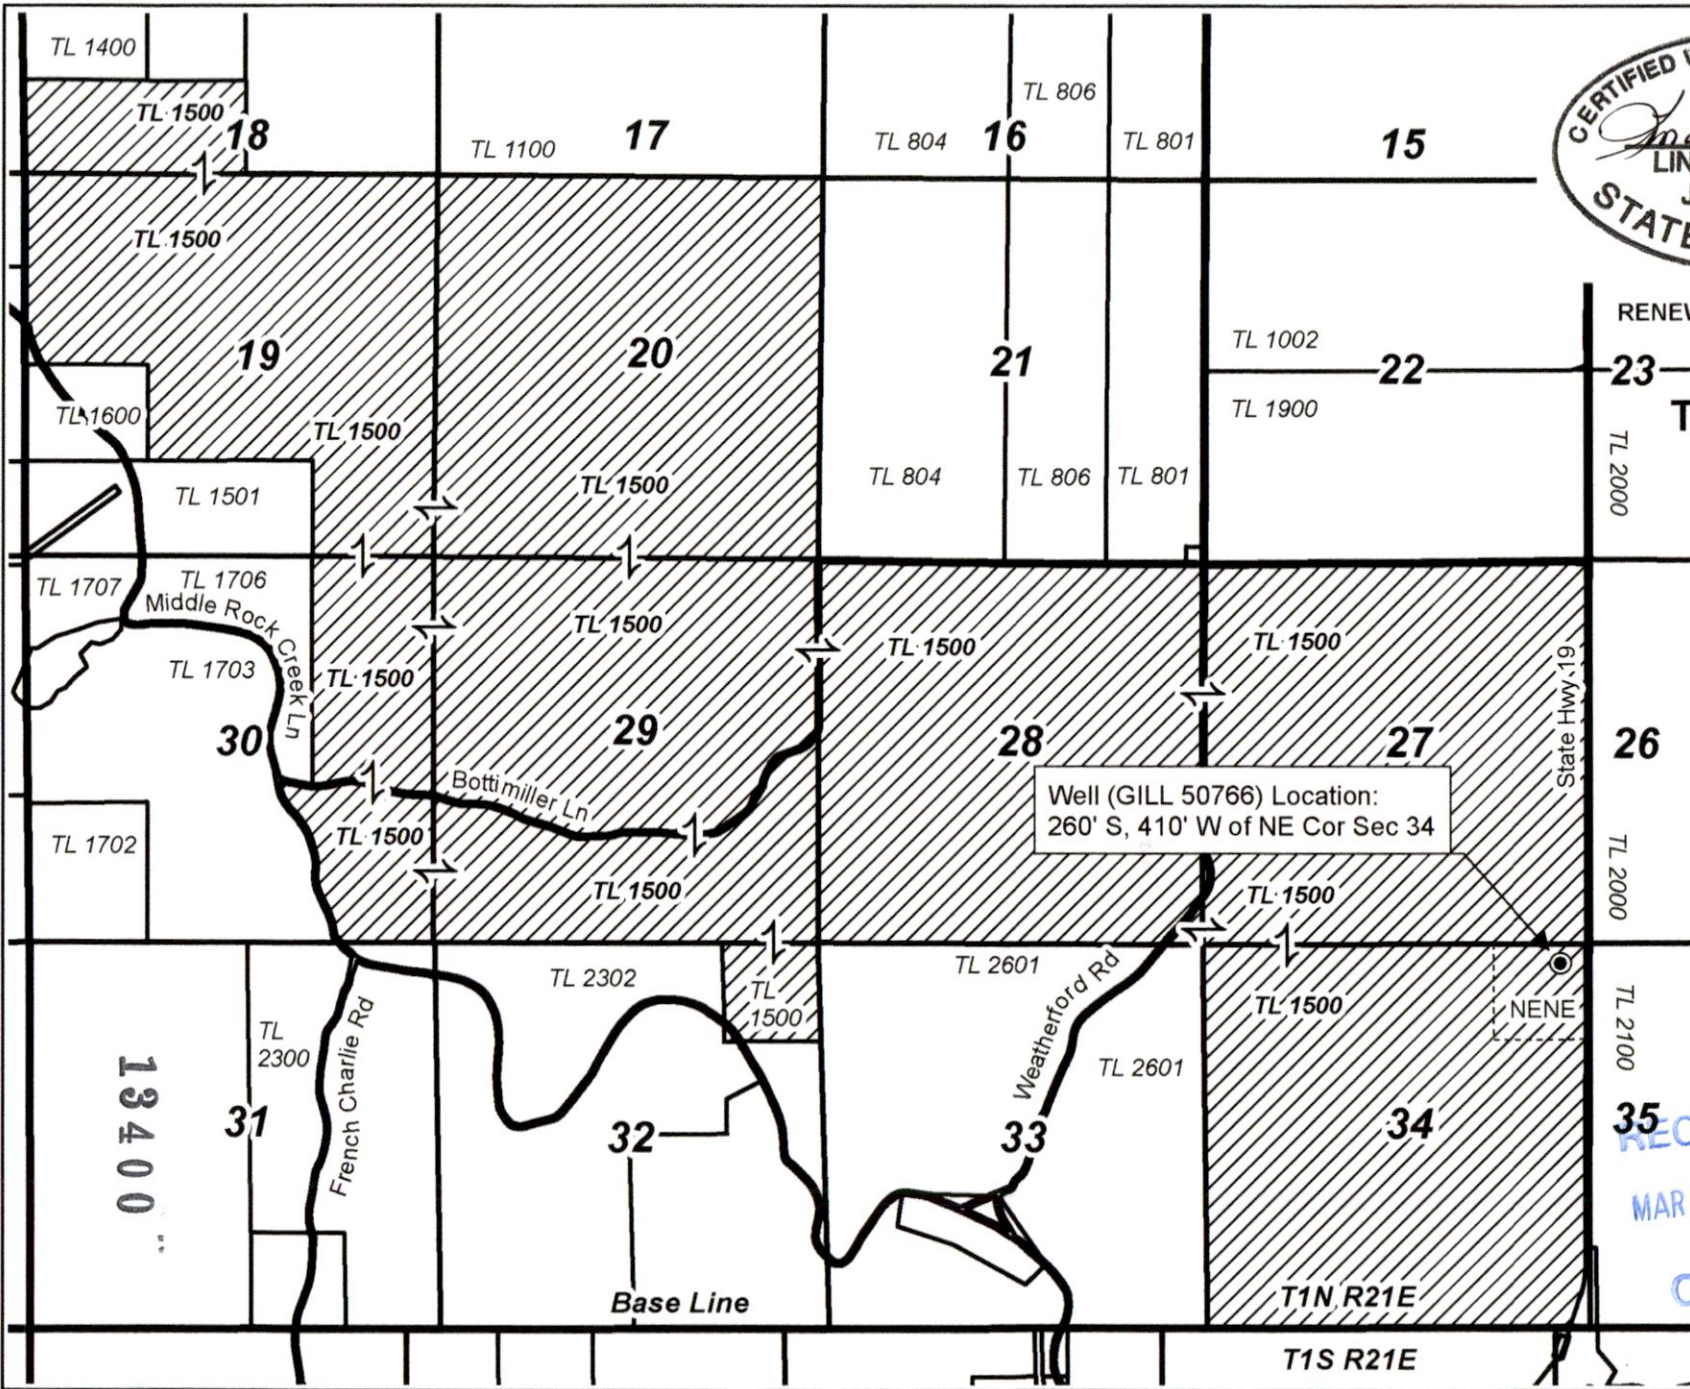 TL 1400
TL 1500
18
TL 1100
17
TL 804
16
TL 806
TL 801
15
CERTIFIED
LIN
STATE
TL 1500
19
20
21
TL 1002
22
TL 1900
RENEW
23
T
TL 2000
TL 1600
TL 1500
TL 1500
TL 804
TL 806
TL 801
TL 1501
TL 1707
TL 1706
Middle Rock Creek Ln
TL 1703
TL 1500
TL 1500
TL 1500
TL 1500
State Hwy 19
30
29
28
27
26
Bottimiller Ln
Well (GILL 50766) Location:
260' S, 410' W of NE Cor Sec 34
TL 1702
TL 1500
TL 1500
TL 1500
TL 2000
TL 2302
TL
1500
TL 2601
Weatherford Rd
TL 1500
NENE
TL 2100
TL
2300
French Charlie Rd
TL 2601
13400
31
32
33
34
35
REC
MAR
Base Line
T1N R21E
T1S R21E